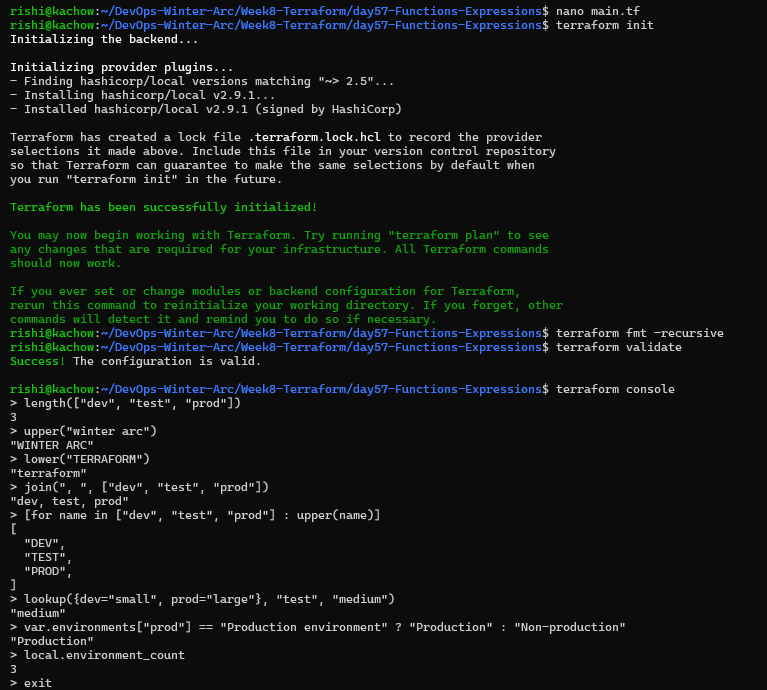 rishi@kachow:~/DevOps-Winter-Arc/Week8-Terraform/day57-Functions-Expressions$ nano main.tf
rishi@kachow:~/DevOps-Winter-Arc/Week8-Terraform/day57-Functions-Expressions$ terraform init
Initializing the backend...

Initializing provider plugins...
- Finding hashicorp/local versions matching "~> 2.5"...
- Installing hashicorp/local v2.9.1...
- Installed hashicorp/local v2.9.1 (signed by HashiCorp)

Terraform has created a lock file .terraform.lock.hcl to record the provider
selections it made above. Include this file in your version control repository
so that Terraform can guarantee to make the same selections by default when
you run "terraform init" in the future.

Terraform has been successfully initialized!

You may now begin working with Terraform. Try running "terraform plan" to see
any changes that are required for your infrastructure. All Terraform commands
should now work.

If you ever set or change modules or backend configuration for Terraform,
rerun this command to reinitialize your working directory. If you forget, other
commands will detect it and remind you to do so if necessary.
rishi@kachow:~/DevOps-Winter-Arc/Week8-Terraform/day57-Functions-Expressions$ terraform fmt -recursive
rishi@kachow:~/DevOps-Winter-Arc/Week8-Terraform/day57-Functions-Expressions$ terraform validate
Success! The configuration is valid.

rishi@kachow:~/DevOps-Winter-Arc/Week8-Terraform/day57-Functions-Expressions$ terraform console
> length(["dev", "test", "prod"])
3
> upper("winter arc")
"WINTER ARC"
> lower("TERRAFORM")
"terraform"
> join(", ", ["dev", "test", "prod"])
"dev, test, prod"
> [for name in ["dev", "test", "prod"] : upper(name)]
[
  "DEV",
  "TEST",
  "PROD",
]
> lookup({dev="small", prod="large"}, "test", "medium")
"medium"
> var.environments["prod"] == "Production environment" ? "Production" : "Non-production"
"Production"
> local.environment_count
3
> exit